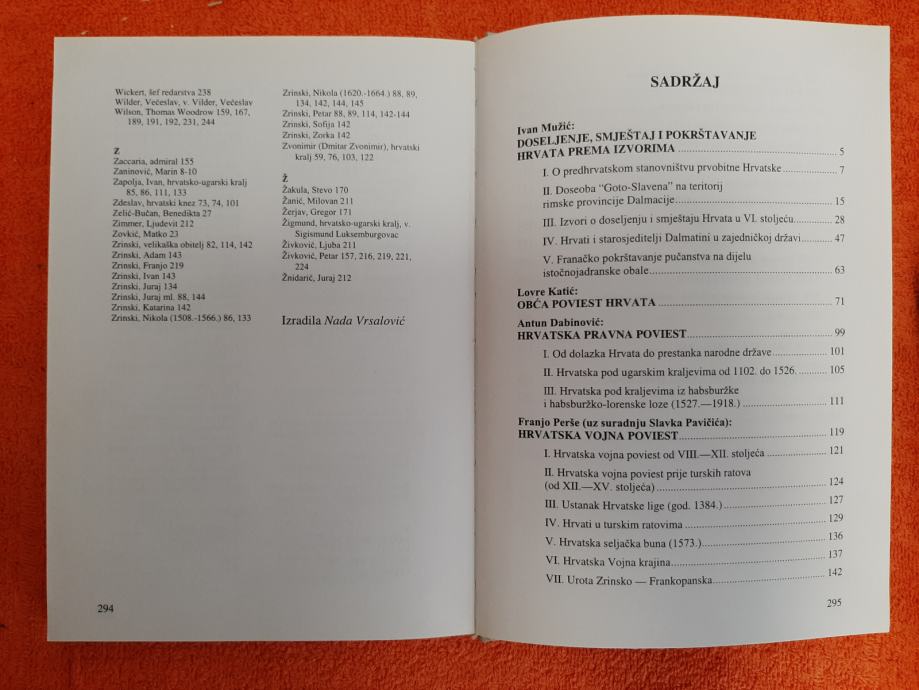 Wickert, šef redarstva 238
Wilder, Večeslav, v. Vilder, Večeslav
Wilson, Thomas Woodrow 159, 167,
189, 191, 192, 231, 244
Z
Zaccaria, admiral 155
Zaninović, Marin 8-10
Zapolja, Ivan, hrvatsko-ugarski kralj
85, 86, 111, 133
Zdeslav, hrvatski knez 73, 74, 101
Zelić-Bučan, Benedikta 27
Zimmer, Ljudevit 212
Zovkić, Matko 23
Zrinski, velikaška obitelj 82, 114, 142
Zrinski, Adam 143
Zrinski, Franjo 219
Zrinski, Ivan 143
Zrinski, Juraj 134
Zrinski, Juraj ml. 88, 144
Zrinski, Katarina 142
Zrinski, Nikola (1508.-1566.) 86, 133
Zrinski, Nikola (1620.-1664.) 88, 89,
134, 142, 144, 145
Zrinski, Petar 88, 89, 114, 142-144
Zrinski, Sofija 142
Zrinski, Zorka 142
Zvonimir (Dmitar Zvonimir), hrvatski
kralj 59, 76, 103, 122
Ž
Žakula, Stevo 170
Žanić, Milovan 211
Žerjav, Gregor 171
Žigmund, hrvatsko-ugarski kralj, v.
Sigismund Luksemburgovac
Živković, Ljuba 211
Živković, Petar 157, 216, 219, 221,
224
Žnidarič, Juraj 212
Izradila Nada Vrsalović
294
SADRŽAJ
Ivan Mužić:
DOSELJENJE, SMJEŠTAJ I POKRŠTAVANJE
HRVATA PREMA IZVORIMA 5
I. O predhrvatskom stanovništvu prvobitne Hrvatske 7
II. Doseoba "Goto-Slavena" na teritorij
rimske provincije Dalmacije 15
III. Izvori o doseljenju i smještaju Hrvata u VI. stoljeću 28
IV. Hrvati i starosjeditelji Dalmatini u zajedničkoj državi 47
V. Franačko pokrštavanje pučanstva na dijelu
istočnojadranske obale 63
Lovre Katić:
OBĆA POVIEST HRVATA 71
Antun Dabinović:
HRVATSKA PRAVNA POVIEST 99
I. Od dolazka Hrvata do prestanka narodne države 101
II. Hrvatska pod ugarskim kraljevima od 1102. do 1526. 105
III. Hrvatska pod kraljevima iz habsburžke
i habsburžko-lorenske loze (1527.—1918.) 111
Franjo Perše (uz suradnju Slavka Pavičića):
HRVATSKA VOJNA POVIEST 119
I. Hrvatska vojna poviest od VIII.—XII. stoljeća 121
II. Hrvatska vojna poviest prije turskih ratova
(od XII.—XV. stoljeća) 124
III. Ustanak Hrvatske lige (god. 1384.) 127
IV. Hrvati u turskim ratovima 129
V. Hrvatska seljačka buna (1573.) 136
VI. Hrvatska Vojna krajina 137
VII. Urota Zrinsko — Frankopanska 142
295